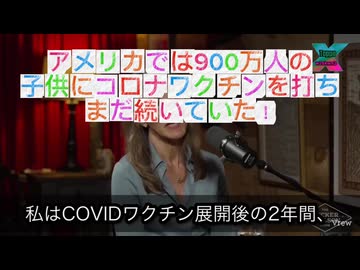 アメリカでは900万人の
子供にコロナワクチンを打ち
まだ続いていた!
私はCOVIDワクチン展開後の2年間、
View